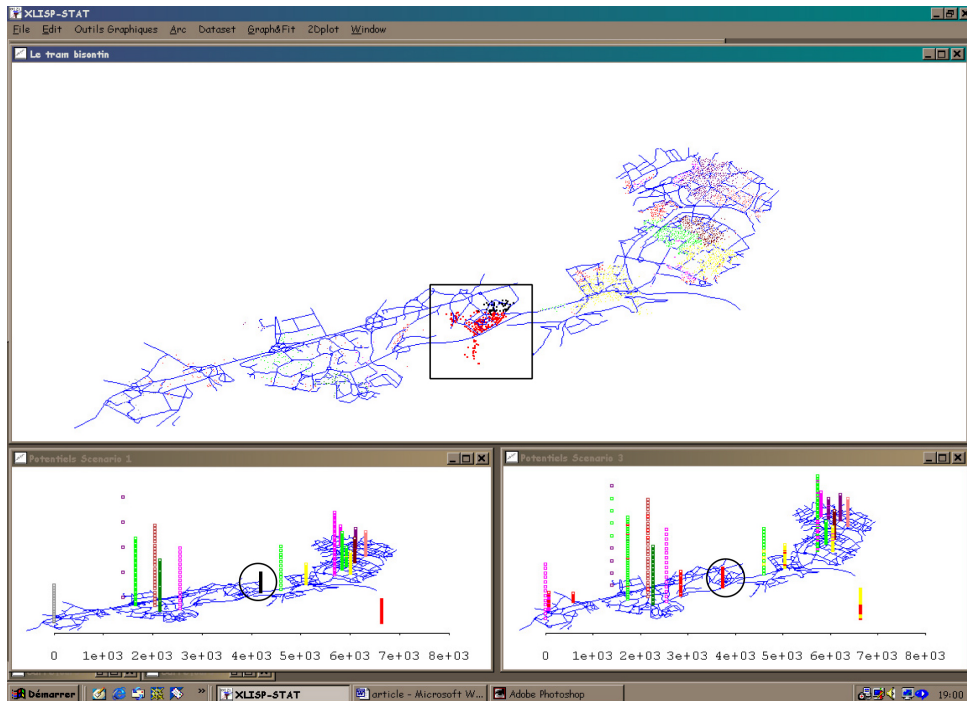 XLISP-STAT
File Edit Outils Graphiques Arc Dataset Graph&Fit 2Dplot Window
Le tram bisontin
Potentiels Scenario 1
Potentiels Scenario 3
0 1e+03 2e+03 3e+03 4e+03 5e+03 6e+03 7e+03 8e+03
0 1e+03 2e+03 3e+03 4e+03 5e+03 6e+03 7e+03 8e+03
Démarrer » XLISP-STAT article - Microsoft W... Adobe Photoshop 19:00